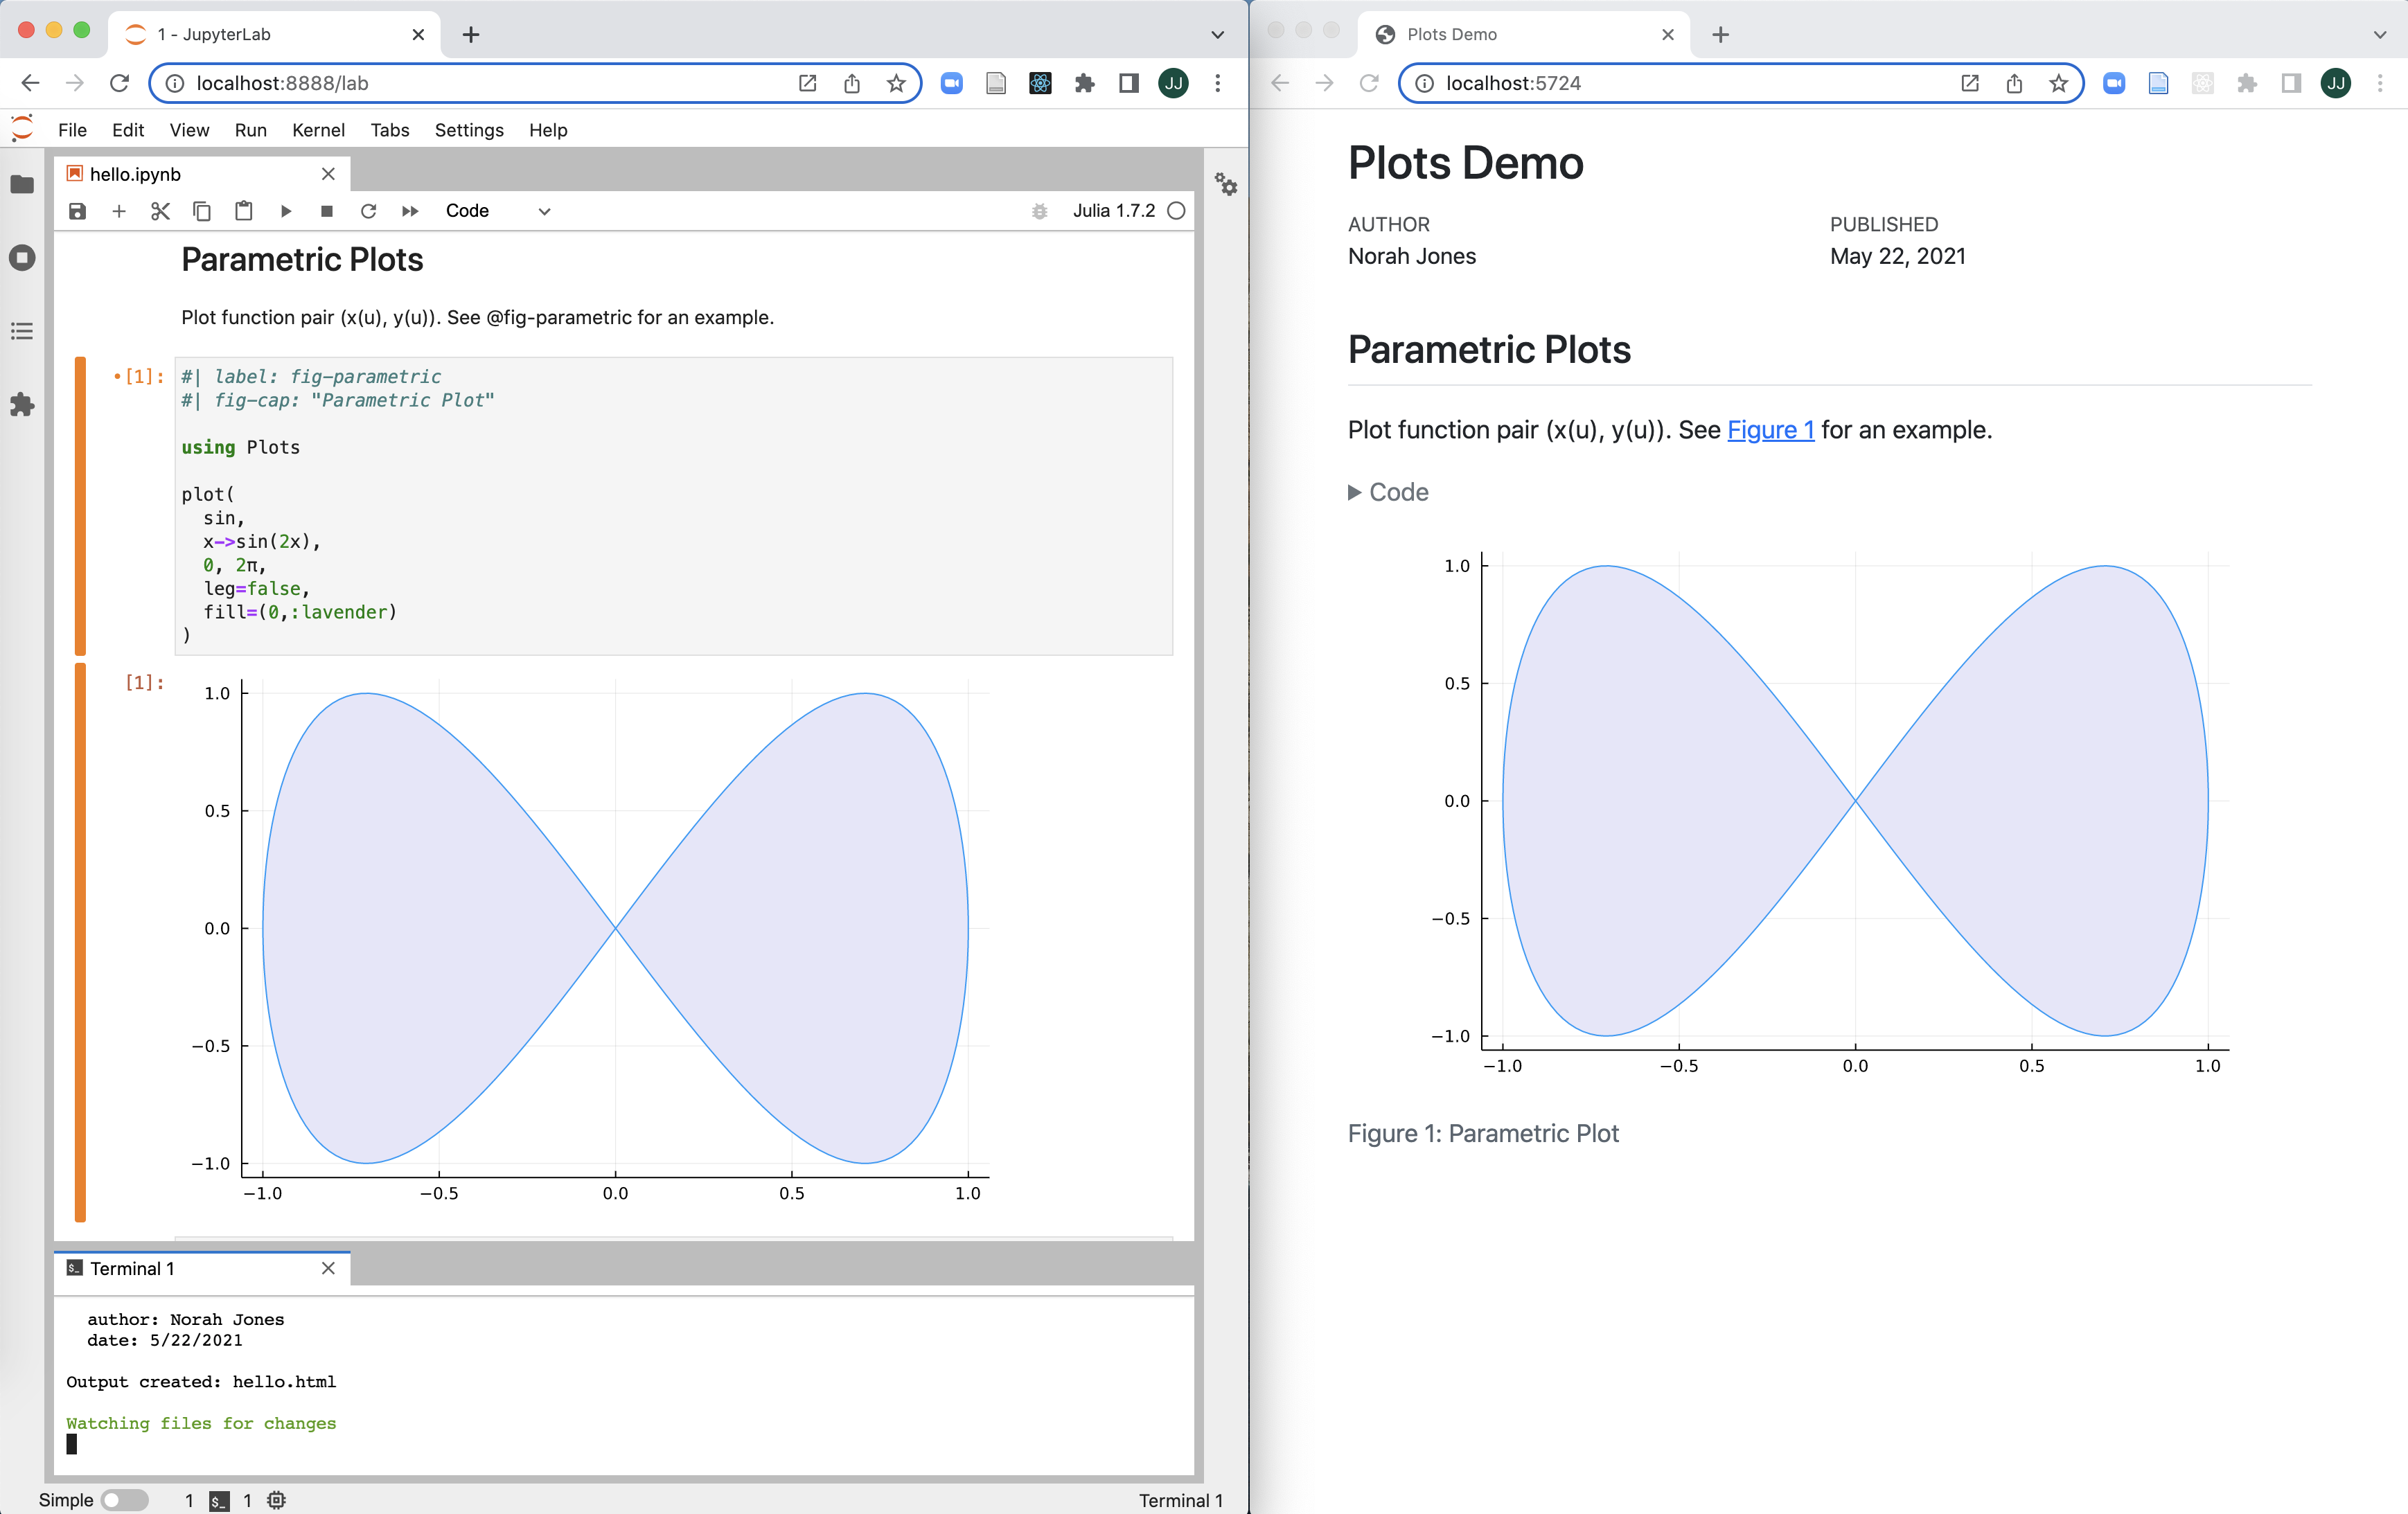 1 - JupyterLab
localhost:8888/lab
JJ
File Edit View Run Kernel Tabs Settings Help
hello.ipynb
Code
Julia 1.7.2
Parametric Plots
Plot function pair (x(u), y(u)). See @fig-parametric for an example.
[1]:
#| label: fig-parametric
#| fig-cap: "Parametric Plot"
using Plots
plot(
  sin,
  x->sin(2x),
  0, 2π,
  leg=false,
  fill=(0,:lavender)
)
[1]:
1.0
0.5
0.0
−0.5
−1.0
−1.0 −0.5 0.0 0.5 1.0
$_ Terminal 1
  author: Norah Jones
  date: 5/22/2021
Output created: hello.html
Watching files for changes
Simple 1 $_ 1 Terminal 1
Plots Demo
localhost:5724
JJ
Plots Demo
AUTHOR PUBLISHED
Norah Jones May 22, 2021
Parametric Plots
Plot function pair (x(u), y(u)). See Figure 1 for an example.
Code
1.0
0.5
0.0
−0.5
−1.0
−1.0 −0.5 0.0 0.5 1.0
Figure 1: Parametric Plot